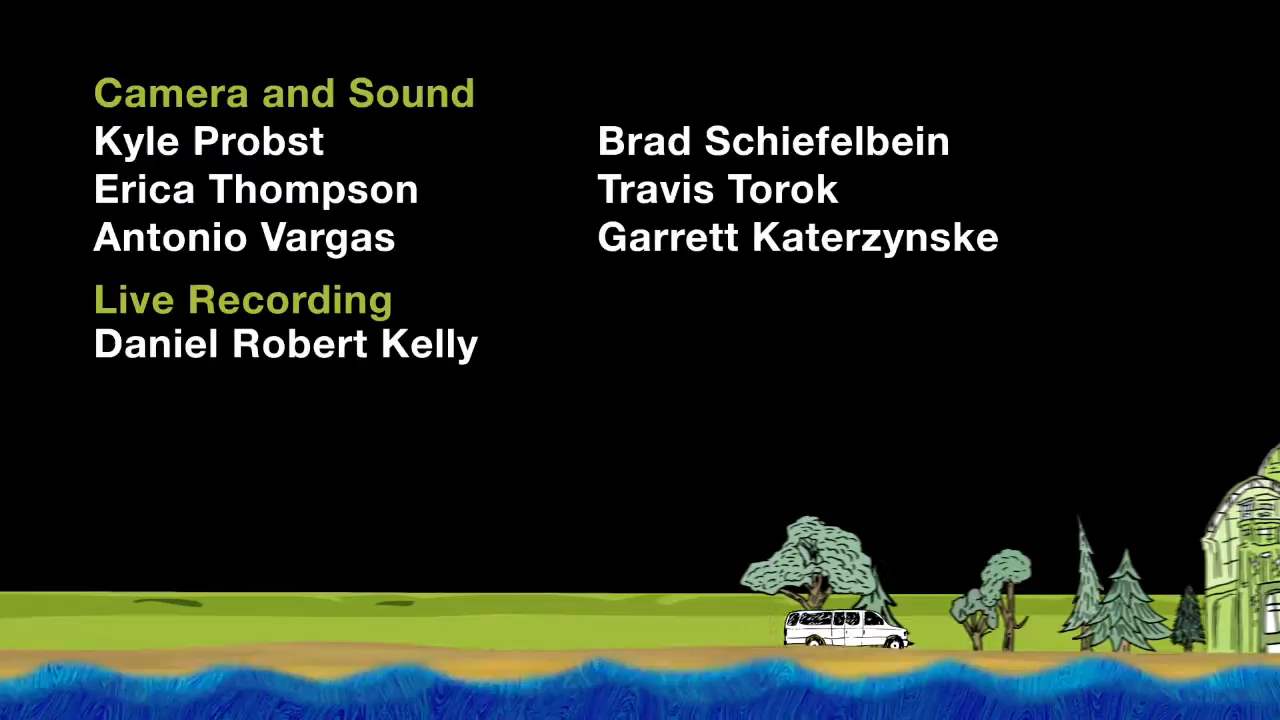 Camera and Sound
Kyle Probst Brad Schiefelbein
Erica Thompson Travis Torok
Antonio Vargas Garrett Katerzynske
Live Recording
Daniel Robert Kelly